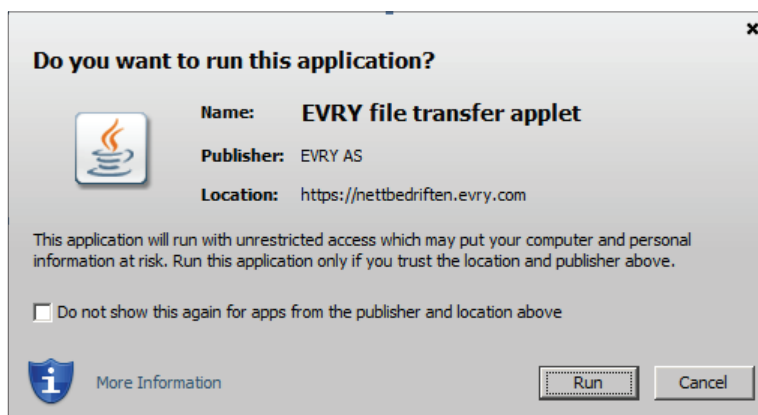 Do you want to run this application?
Name: EVRY file transfer applet
Publisher: EVRY AS
Location: https://nettbedriften.evry.com
This application will run with unrestricted access which may put your computer and personal
information at risk. Run this application only if you trust the location and publisher above.
Do not show this again for apps from the publisher and location above
More Information
Run
Cancel